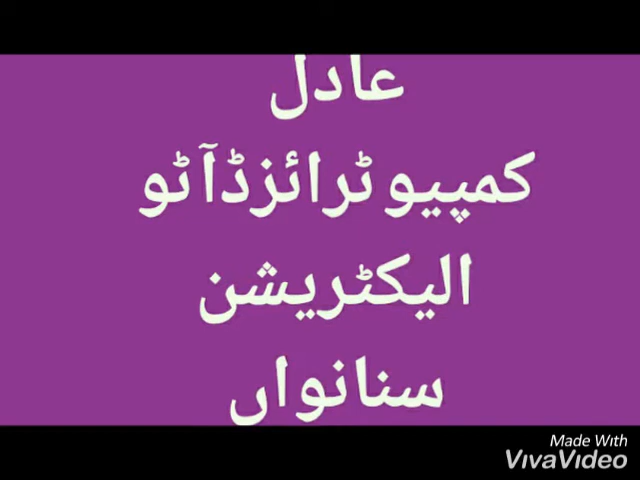 عادل
کمپیوٹرائزڈآٹو
الیکٹریشن
سنانواں
Made With
VivaVideo